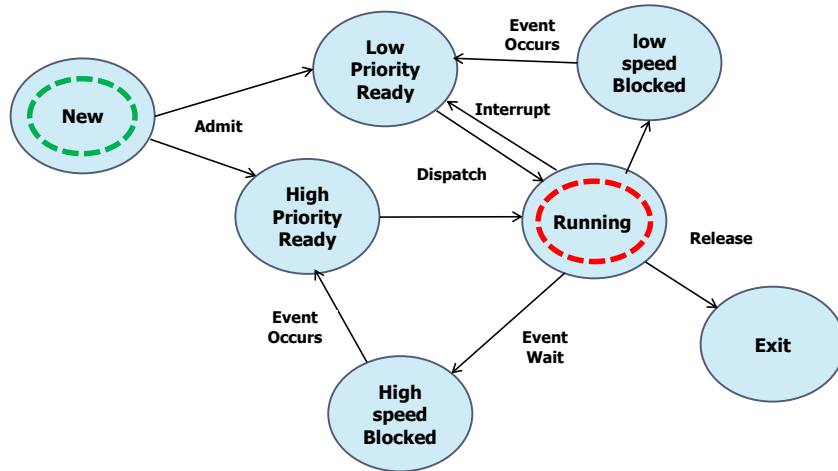 Event
Occurs
Low
Priority
Ready
low
speed
Blocked
New
Interrupt
Admit
Dispatch
High
Priority
Ready
Running
Release
Event
Occurs
Event
Wait
Exit
High
speed
Blocked